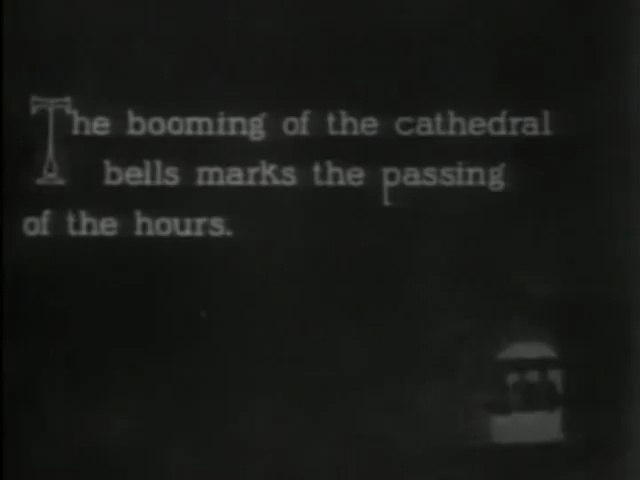 The booming of the cathedral
bells marks the passing
of the hours.